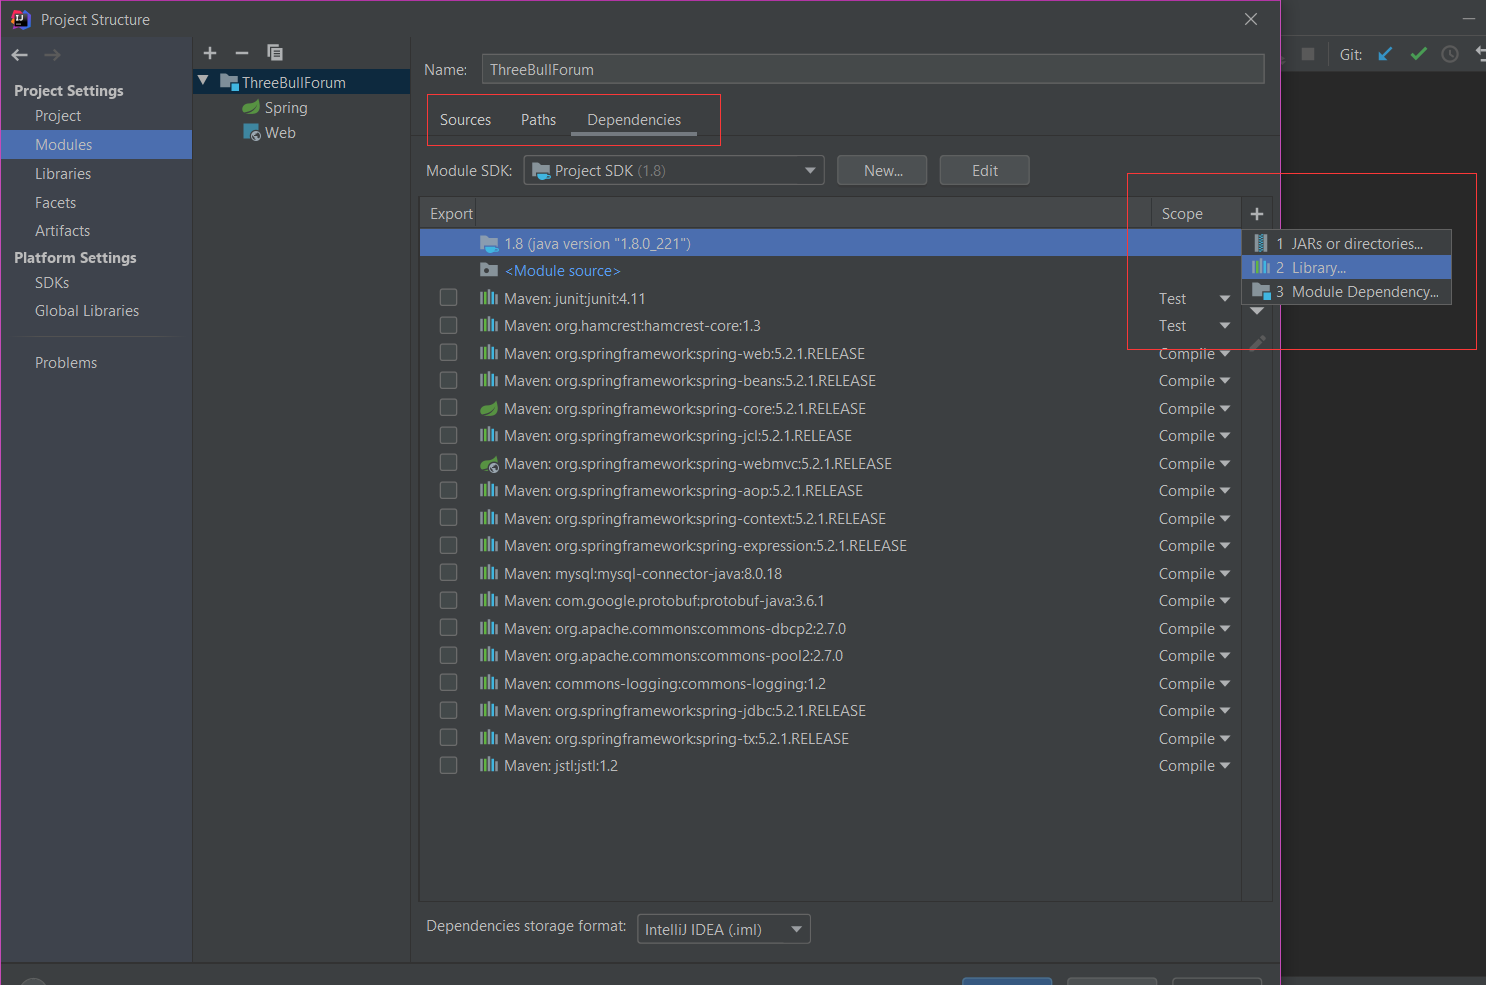 Project Structure
Git:
Project Settings
Project
Modules
Libraries
Facets
Artifacts
Platform Settings
SDKs
Global Libraries
Problems
ThreeBullForum
Spring
Web
Name: ThreeBullForum
Sources Paths Dependencies
Module SDK: Project SDK (1.8) New... Edit
Export Scope
1.8 (java version "1.8.0_221")
<Module source>
Maven: junit:junit:4.11 Test
Maven: org.hamcrest:hamcrest-core:1.3 Test
Maven: org.springframework:spring-web:5.2.1.RELEASE Compile
Maven: org.springframework:spring-beans:5.2.1.RELEASE Compile
Maven: org.springframework:spring-core:5.2.1.RELEASE Compile
Maven: org.springframework:spring-jcl:5.2.1.RELEASE Compile
Maven: org.springframework:spring-webmvc:5.2.1.RELEASE Compile
Maven: org.springframework:spring-aop:5.2.1.RELEASE Compile
Maven: org.springframework:spring-context:5.2.1.RELEASE Compile
Maven: org.springframework:spring-expression:5.2.1.RELEASE Compile
Maven: mysql:mysql-connector-java:8.0.18 Compile
Maven: com.google.protobuf:protobuf-java:3.6.1 Compile
Maven: org.apache.commons:commons-dbcp2:2.7.0 Compile
Maven: org.apache.commons:commons-pool2:2.7.0 Compile
Maven: commons-logging:commons-logging:1.2 Compile
Maven: org.springframework:spring-jdbc:5.2.1.RELEASE Compile
Maven: org.springframework:spring-tx:5.2.1.RELEASE Compile
Maven: jstl:jstl:1.2 Compile
1 JARs or directories...
2 Library...
3 Module Dependency...
Dependencies storage format: IntelliJ IDEA (.iml)